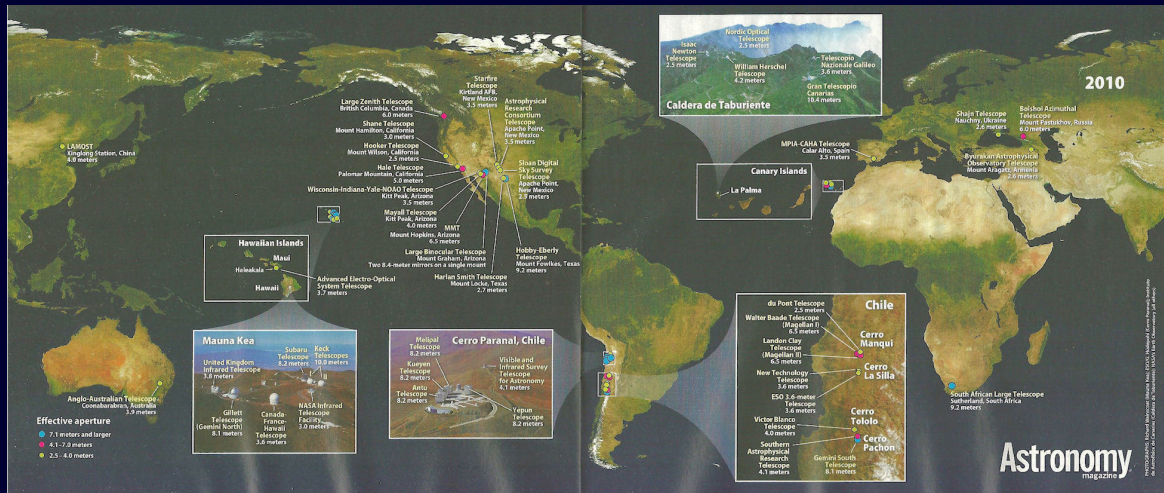 Nordic Optical
Telescope
2.5 meters
Isaac
Newton
Telescope
2.5 meters
William Herschel
Telescope
4.2 meters
Telescopio
Nazionale Galileo
3.6 meters
Gran Telescopio
Canarias
10.4 meters
Caldera de Taburiente
2010
Starfire
Telescope
Kirtland AFB,
New Mexico
3.5 meters
Astrophysical
Research
Consortium
Telescope
Apache Point,
New Mexico
3.5 meters
Large Zenith Telescope
British Columbia, Canada
6.0 meters
Shane Telescope
Mount Hamilton, California
3.0 meters
Hooker Telescope
Mount Wilson, California
2.5 meters
Hale Telescope
Palomar Mountain, California
5.0 meters
Wisconsin-Indiana-Yale-NOAO Telescope
Kitt Peak, Arizona
3.5 meters
Mayall Telescope
Kitt Peak, Arizona
4.0 meters
MMT
Mount Hopkins, Arizona
6.5 meters
Large Binocular Telescope
Mount Graham, Arizona
Two 8.4-meter mirrors on a single mount
Harlan Smith Telescope
Mount Locke, Texas
2.7 meters
Sloan Digital
Sky Survey
Telescope
Apache Point,
New Mexico
2.5 meters
Hobby-Eberly
Telescope
Mount Fowlkes, Texas
9.2 meters
LAMOST
Xinglong Station, China
4.0 meters
Shajn Telescope
Nauchny, Ukraine
2.6 meters
Bolshoi Azimuthal
Telescope
Mount Pastukhov, Russia
6.0 meters
MPIA-CAHA Telescope
Calar Alto, Spain
3.5 meters
Byurakan Astrophysical
Observatory Telescope
Mount Aragatz, Armenia
2.6 meters
Canary Islands
La Palma
Hawaiian Islands
Maui
Haleakala
Hawaii
Advanced Electro-Optical
System Telescope
3.7 meters
Mauna Kea
Subaru
Telescope
8.2 meters
Keck
Telescopes
10.0 meters
I
II
United Kingdom
Infrared Telescope
3.8 meters
Gillett
Telescope
(Gemini North)
8.1 meters
Canada-
France-
Hawaii
Telescope
3.6 meters
NASA Infrared
Telescope
Facility
3.0 meters
Cerro Paranal, Chile
Melipal
Telescope
8.2 meters
Kueyen
Telescope
8.2 meters
Antu
Telescope
8.2 meters
Visible and
Infrared Survey
Telescope
for Astronomy
4.1 meters
Yepun
Telescope
8.2 meters
Chile
du Pont Telescope
2.5 meters
Walter Baade Telescope
(Magellan I)
6.5 meters
Landon Clay
Telescope
(Magellan II)
6.5 meters
Cerro
Manqui
New Technology
Telescope
3.6 meters
Cerro
La Silla
ESO 3.6-meter
Telescope
3.6 meters
Victor Blanco
Telescope
4.0 meters
Cerro
Tololo
Southern
Astrophysical
Research
Telescope
4.1 meters
Cerro
Pachon
Gemini South
Telescope
8.1 meters
Anglo-Australian Telescope
Coonabarabran, Australia
3.9 meters
South African Large Telescope
Sutherland, South Africa
9.2 meters
Effective aperture
7.1 meters and larger
4.1–7.0 meters
2.5–4.0 meters
Astronomy
magazine